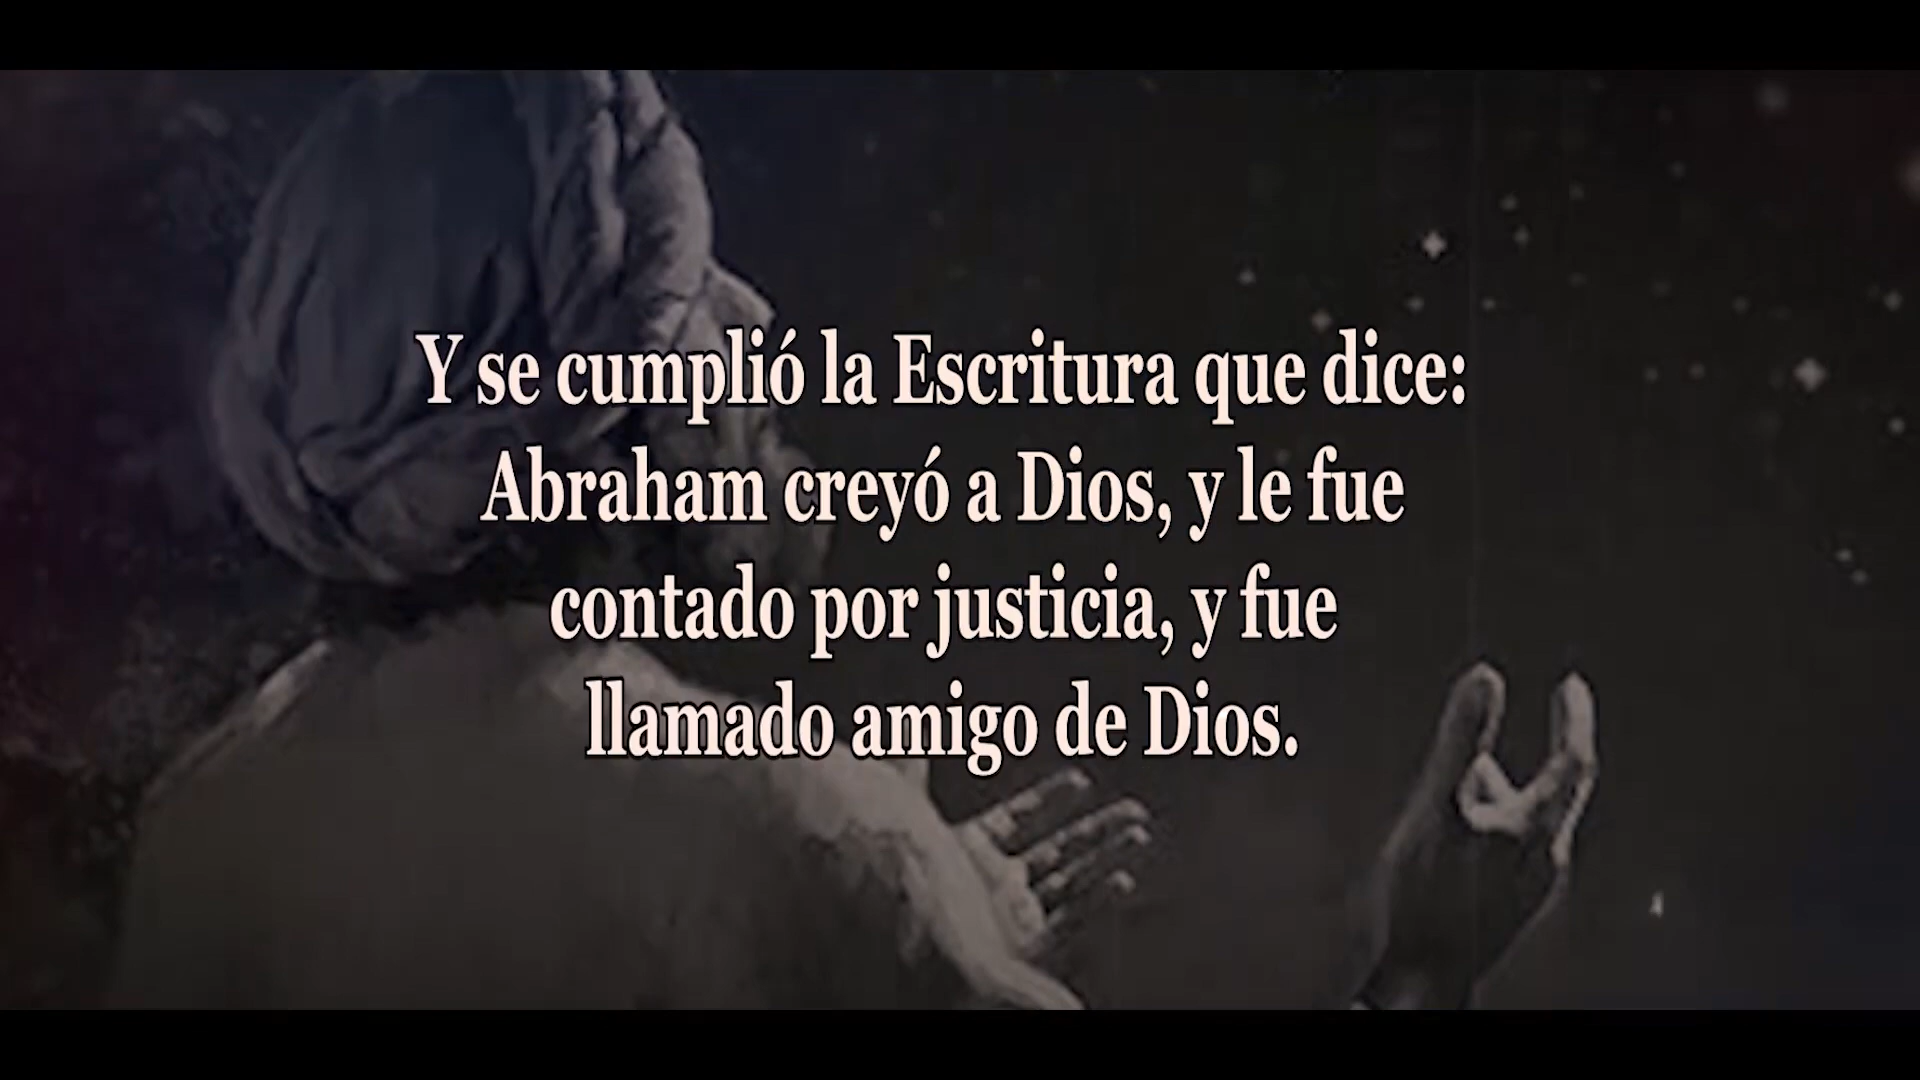 Y se cumplió la Escritura que dice:
Abraham creyó a Dios, y le fue
contado por justicia, y fue
llamado amigo de Dios.